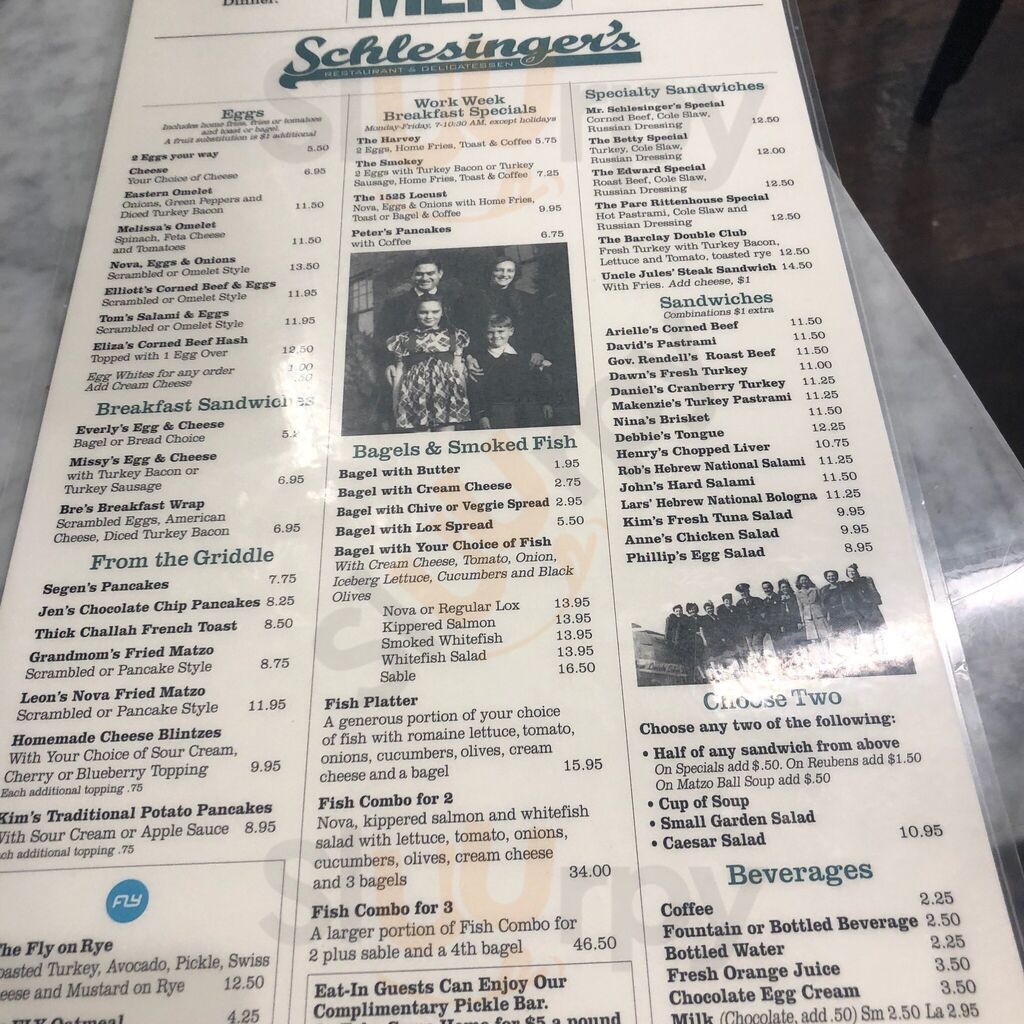 Dinner.
MENU
Schlesinger's
RESTAURANT & DELICATESSEN
Eggs
Includes home fries, fries or tomatoes
and toast or bagel.
A fruit substitution is $1 additional
2 Eggs your way 5.50
Cheese
Your Choice of Cheese 6.95
Eastern Omelet
Onions, Green Peppers and
Diced Turkey Bacon 11.50
Melissa's Omelet
Spinach, Feta Cheese
and Tomatoes 11.50
Nova, Eggs & Onions
Scrambled or Omelet Style 13.50
Elliott's Corned Beef & Eggs
Scrambled or Omelet Style 11.95
Tom's Salami & Eggs
Scrambled or Omelet Style 11.95
Eliza's Corned Beef Hash
Topped with 1 Egg Over 12.50
Egg Whites for any order 1.00
Add Cream Cheese .50
Breakfast Sandwiches
Everly's Egg & Cheese
Bagel or Bread Choice
Missy's Egg & Cheese
with Turkey Bacon or
Turkey Sausage 6.95
Bre's Breakfast Wrap
Scrambled Eggs, American
Cheese, Diced Turkey Bacon 6.95
From the Griddle
Segen's Pancakes 7.75
Jen's Chocolate Chip Pancakes 8.25
Thick Challah French Toast 8.50
Grandmom's Fried Matzo
Scrambled or Pancake Style 8.75
Leon's Nova Fried Matzo
Scrambled or Pancake Style 11.95
Homemade Cheese Blintzes
With Your Choice of Sour Cream,
Cherry or Blueberry Topping 9.95
Each additional topping .75
Kim's Traditional Potato Pancakes
With Sour Cream or Apple Sauce 8.95
ch additional topping .75
FLY
The Fly on Rye
oasted Turkey, Avocado, Pickle, Swiss
eese and Mustard on Rye 12.50
FLY Oatmeal 4.25
Work Week
Breakfast Specials
Monday-Friday, 7-10:30 AM, except holidays
The Harvey
2 Eggs, Home Fries, Toast & Coffee 5.75
The Smokey
2 Eggs with Turkey Bacon or Turkey
Sausage, Home Fries, Toast & Coffee 7.25
The 1525 Locust
Nova, Eggs & Onions with Home Fries,
Toast or Bagel & Coffee 9.95
Peter's Pancakes 6.75
with Coffee
Bagels & Smoked Fish
Bagel with Butter 1.95
Bagel with Cream Cheese 2.75
Bagel with Chive or Veggie Spread 2.95
Bagel with Lox Spread 5.50
Bagel with Your Choice of Fish
With Cream Cheese, Tomato, Onion,
Iceberg Lettuce, Cucumbers and Black
Olives
Nova or Regular Lox 13.95
Kippered Salmon 13.95
Smoked Whitefish 13.95
Whitefish Salad 13.95
Sable 16.50
Fish Platter
A generous portion of your choice
of fish with romaine lettuce, tomato,
onions, cucumbers, olives, cream
cheese and a bagel 15.95
Fish Combo for 2
Nova, kippered salmon and whitefish
salad with lettuce, tomato, onions,
cucumbers, olives, cream cheese
and 3 bagels 34.00
Fish Combo for 3
A larger portion of Fish Combo for
2 plus sable and a 4th bagel 46.50
Eat-In Guests Can Enjoy Our
Complimentary Pickle Bar.
Home for $5 a pound
Specialty Sandwiches
Mr. Schlesinger's Special
Corned Beef, Cole Slaw,
Russian Dressing 12.50
The Betty Special
Turkey, Cole Slaw,
Russian Dressing 12.00
The Edward Special
Roast Beef, Cole Slaw,
Russian Dressing 12.50
The Parc Rittenhouse Special
Hot Pastrami, Cole Slaw and
Russian Dressing 12.50
The Barclay Double Club
Fresh Turkey with Turkey Bacon,
Lettuce and Tomato, toasted rye 12.50
Uncle Jules' Steak Sandwich 14.50
With Fries. Add cheese, $1
Sandwiches
Combinations $1 extra
Arielle's Corned Beef 11.50
David's Pastrami 11.50
Gov. Rendell's Roast Beef 11.50
Dawn's Fresh Turkey 11.00
Daniel's Cranberry Turkey 11.25
Makenzie's Turkey Pastrami 11.25
Nina's Brisket 11.50
Debbie's Tongue 12.25
Henry's Chopped Liver 10.75
Rob's Hebrew National Salami 11.25
John's Hard Salami 11.50
Lars' Hebrew National Bologna 11.25
Kim's Fresh Tuna Salad 9.95
Anne's Chicken Salad 9.95
Phillip's Egg Salad 8.95
Choose Two
Choose any two of the following:
• Half of any sandwich from above
On Specials add $.50. On Reubens add $1.50
On Matzo Ball Soup add $.50
• Cup of Soup
• Small Garden Salad
• Caesar Salad 10.95
Beverages
Coffee 2.25
Fountain or Bottled Beverage 2.50
Bottled Water 2.25
Fresh Orange Juice 3.50
Chocolate Egg Cream 3.50
Milk (Chocolate, add .50) Sm 2.50 La 2.95